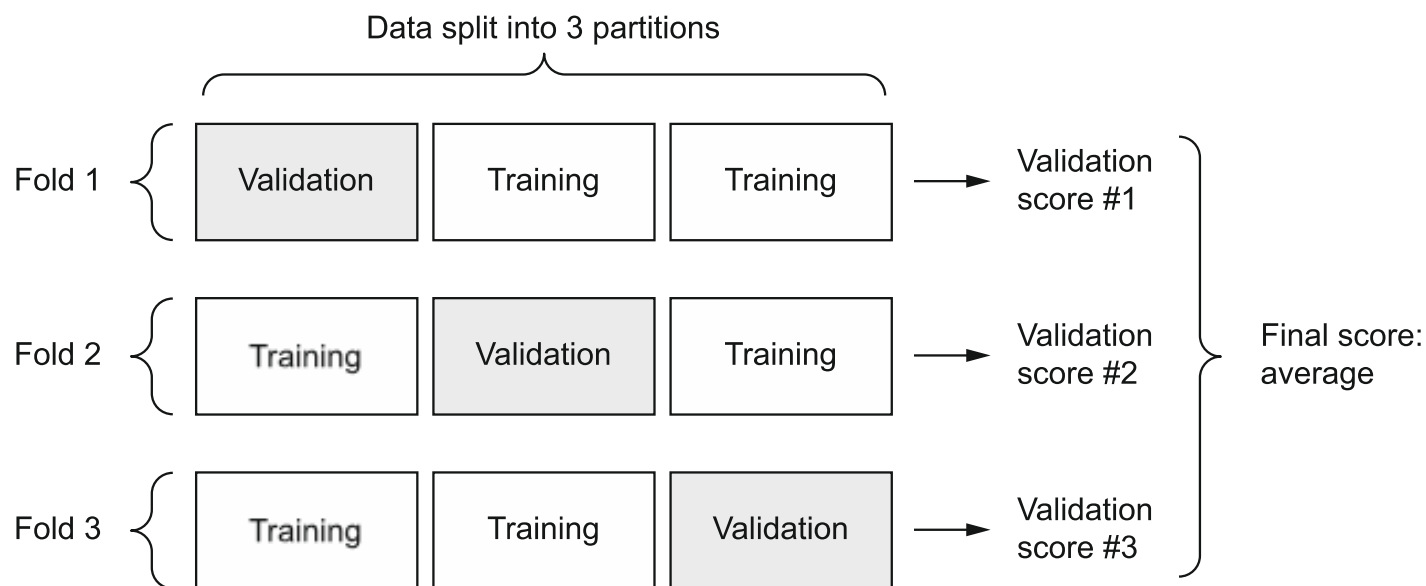 Data split into 3 partitions
Fold 1
Validation
Training
Training
Validation
score #1
Fold 2
Training
Validation
Training
Validation
score #2
Final score:
average
Fold 3
Training
Training
Validation
Validation
score #3